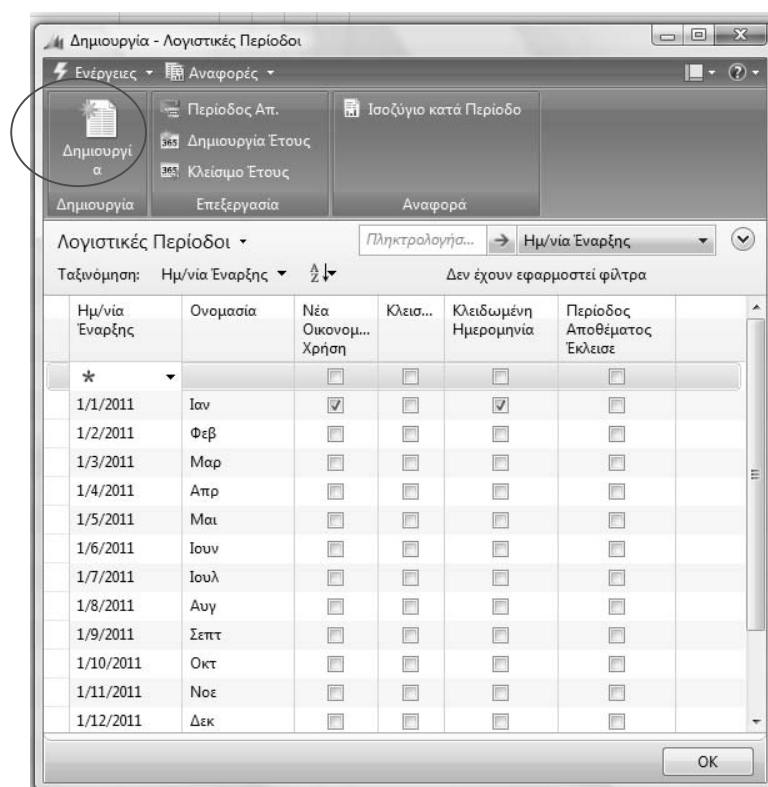 Δημιουργία - Λογιστικές Περίοδοι
Ενέργειες Αναφορές
Δημιουργί
α
Περίοδος Απ.
Δημιουργία Έτους
Κλείσιμο Έτους
Ισοζύγιο κατά Περίοδο
Δημιουργία Επεξεργασία Αναφορά
Λογιστικές Περίοδοι Πληκτρολογήσ... Ημ/νία Έναρξης
Ταξινόμηση: Ημ/νία Έναρξης Δεν έχουν εφαρμοστεί φίλτρα
Ημ/νία Έναρξης
Ονομασία
Νέα Οικονομ... Χρήση
Κλεισ...
Κλειδωμένη Ημερομηνία
Περίοδος Αποθέματος Έκλεισε
1/1/2011 Ιαν
1/2/2011 Φεβ
1/3/2011 Μαρ
1/4/2011 Απρ
1/5/2011 Μαι
1/6/2011 Ιουν
1/7/2011 Ιουλ
1/8/2011 Αυγ
1/9/2011 Σεπτ
1/10/2011 Οκτ
1/11/2011 Νοε
1/12/2011 Δεκ
OK